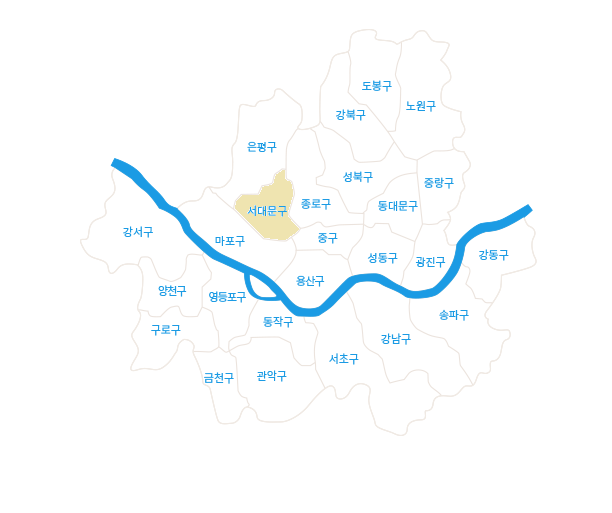 도봉구
노원구
강북구
은평구
성북구
중랑구
종로구
동대문구
서대문구
강서구
마포구
중구
성동구
광진구
강동구
용산구
양천구
영등포구
동작구
송파구
구로구
강남구
서초구
금천구
관악구